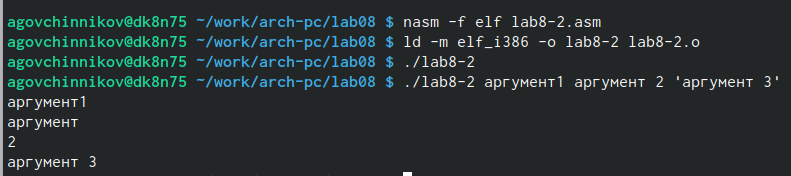 agovchinnikov@dk8n75 ~/work/arch-pc/lab08 $ nasm -f elf lab8-2.asm
agovchinnikov@dk8n75 ~/work/arch-pc/lab08 $ ld -m elf_i386 -o lab8-2 lab8-2.o
agovchinnikov@dk8n75 ~/work/arch-pc/lab08 $ ./lab8-2
agovchinnikov@dk8n75 ~/work/arch-pc/lab08 $ ./lab8-2 аргумент1 аргумент 2 'аргумент 3'
аргумент1
аргумент
2
аргумент 3